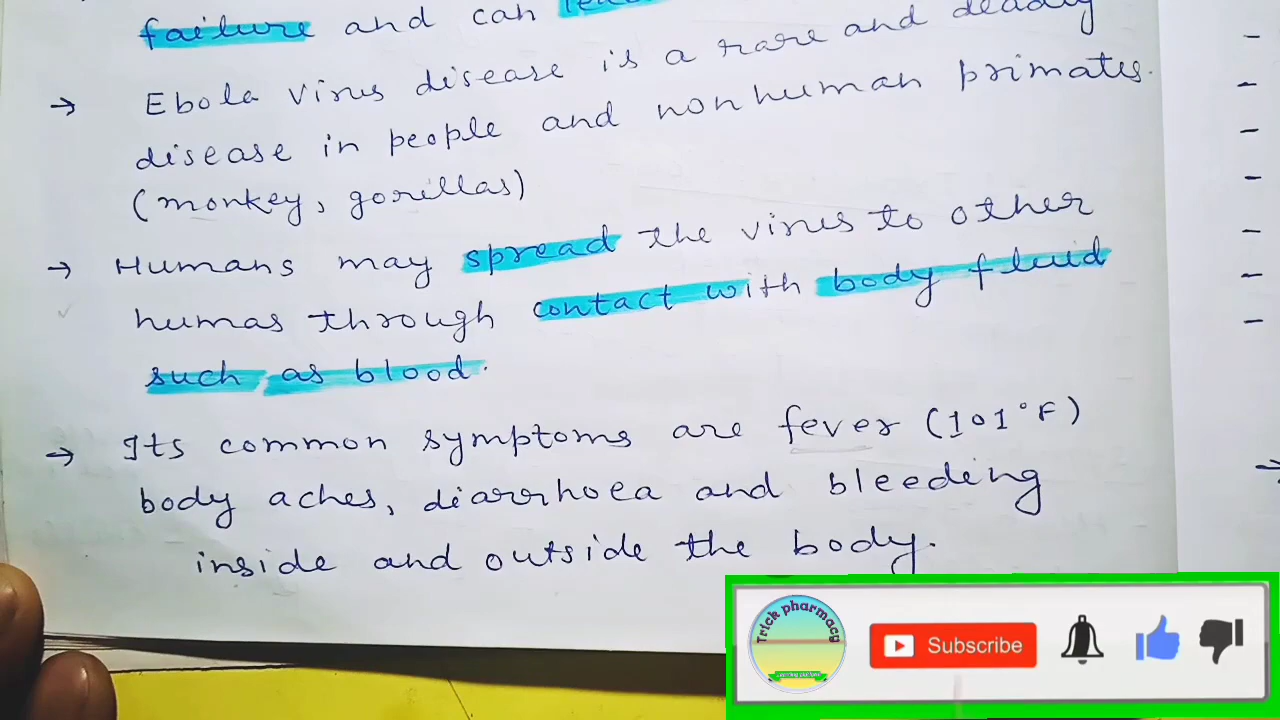 failure and can
→ Ebola virus disease is a rare and deadly
disease in people and nonhuman primates.
(monkey, gorillas)
→ Humans may spread the virus to other
humas through contact with body fluid
such as blood.
→ Its common symptoms are fever (101°F)
body aches, diarrhoea and bleeding
inside and outside the body.
Trick pharmacy
Subscribe